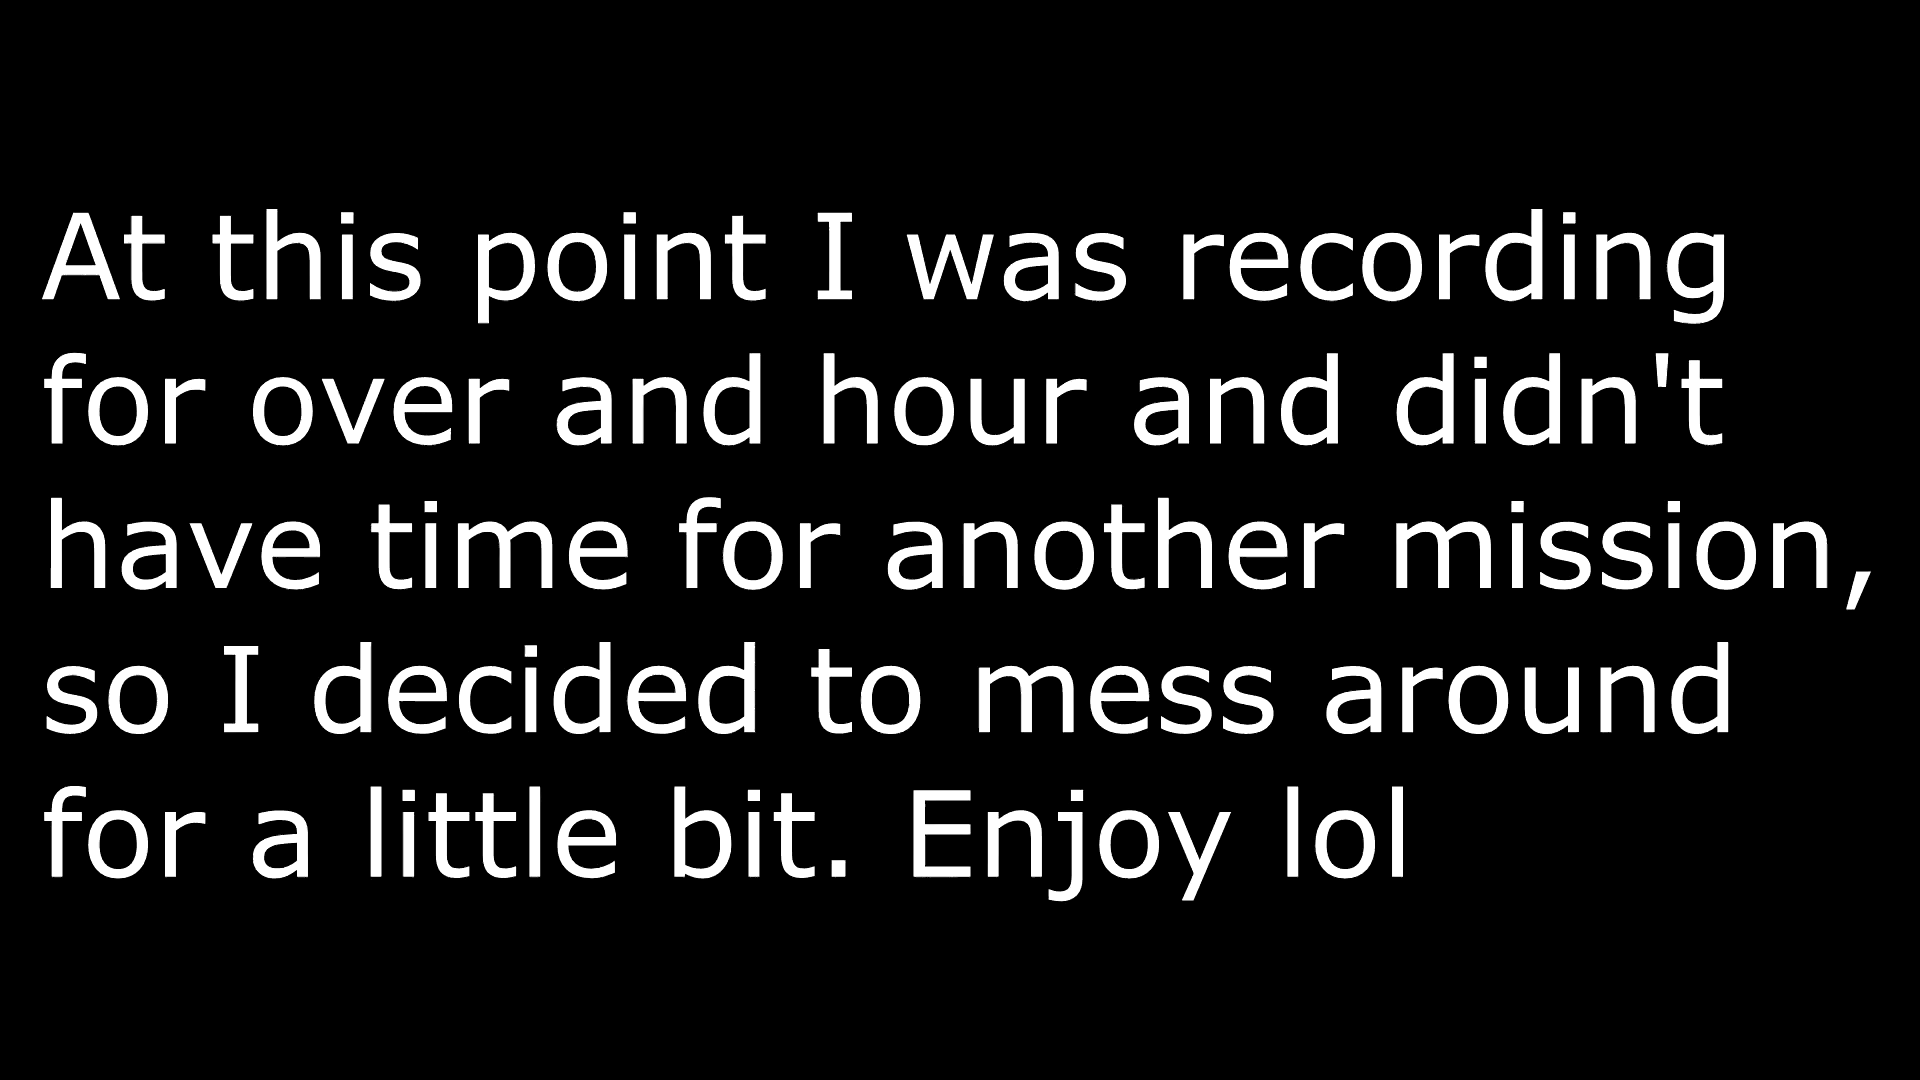 At this point I was recording
for over and hour and didn't
have time for another mission,
so I decided to mess around
for a little bit. Enjoy lol